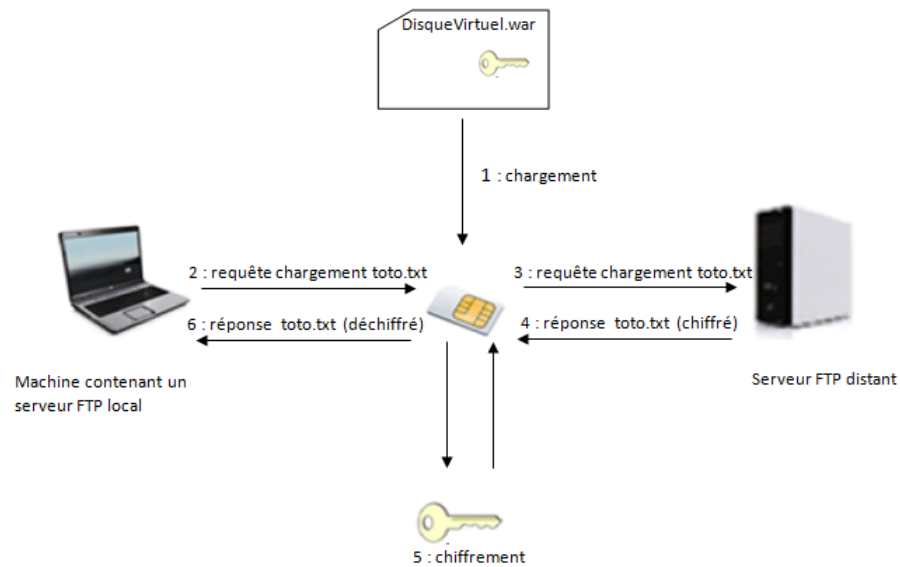 DisqueVirtuel.war
1 : chargement
2 : requête chargement toto.txt
3 : requête chargement toto.txt
6 : réponse toto.txt (déchiffré)
4 : réponse toto.txt (chiffré)
Machine contenant un
serveur FTP local
Serveur FTP distant
5 : chiffrement